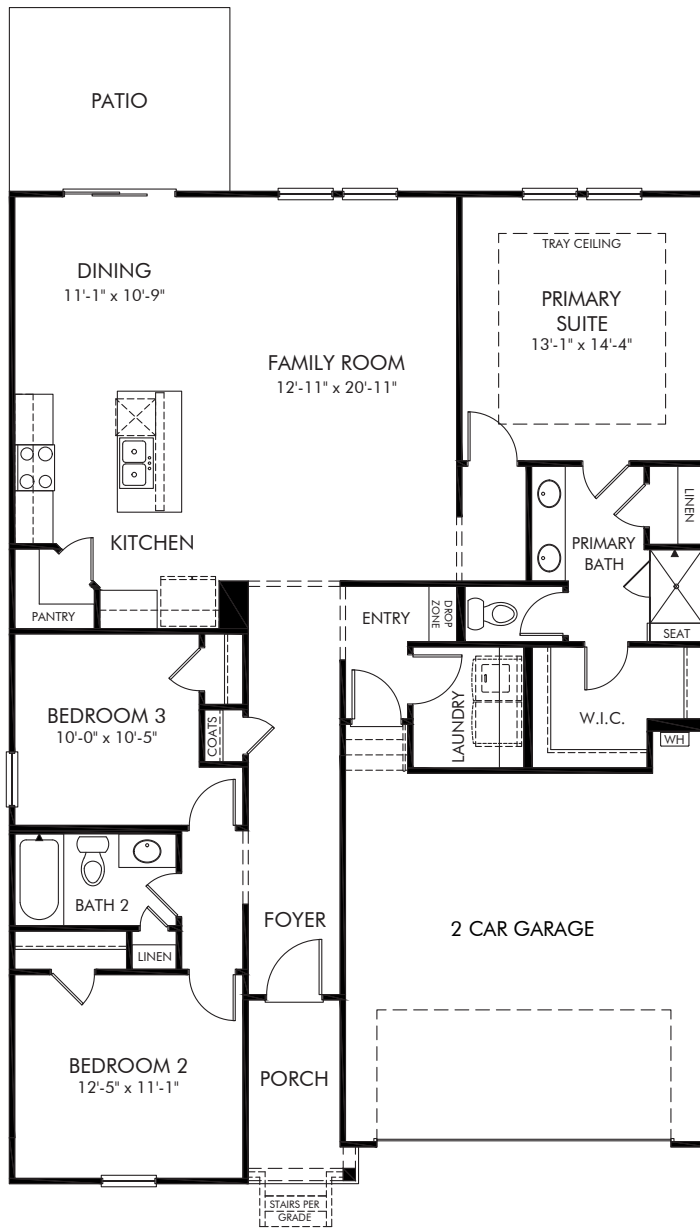 PATIO
DINING
11'-1" x 10'-9"
FAMILY ROOM
12'-11" x 20'-11"
TRAY CEILING
PRIMARY
SUITE
13'-1" x 14'-4"
KITCHEN
PANTRY
LINEN
PRIMARY
BATH
SEAT
ENTRY
DROP
ZONE
LAUNDRY
W.I.C.
WH
BEDROOM 3
10'-0" x 10'-5"
COATS
BATH 2
LINEN
FOYER
2 CAR GARAGE
BEDROOM 2
12'-5" x 11'-1"
PORCH
STAIRS PER
GRADE